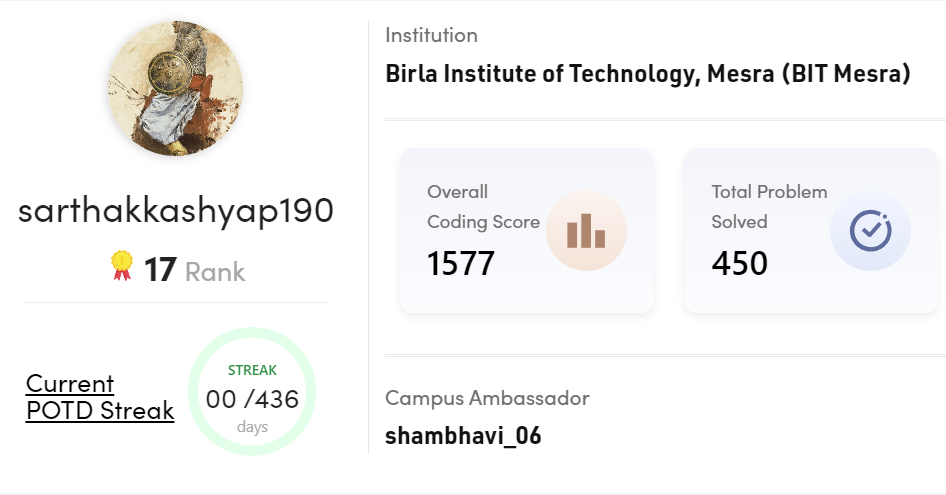 sarthakkashyap190
17 Rank
Current
POTD Streak
STREAK
00 /436
days
Institution
Birla Institute of Technology, Mesra (BIT Mesra)
Overall
Coding Score
1577
Total Problem
Solved
450
Campus Ambassador
shambhavi_06